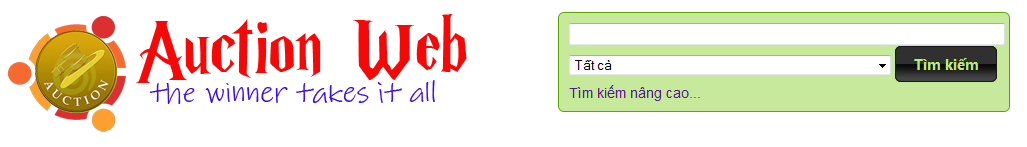 Auction Web
the winner takes it all
AUCTION
Tất cả
Tìm kiếm
Tìm kiếm nâng cao...